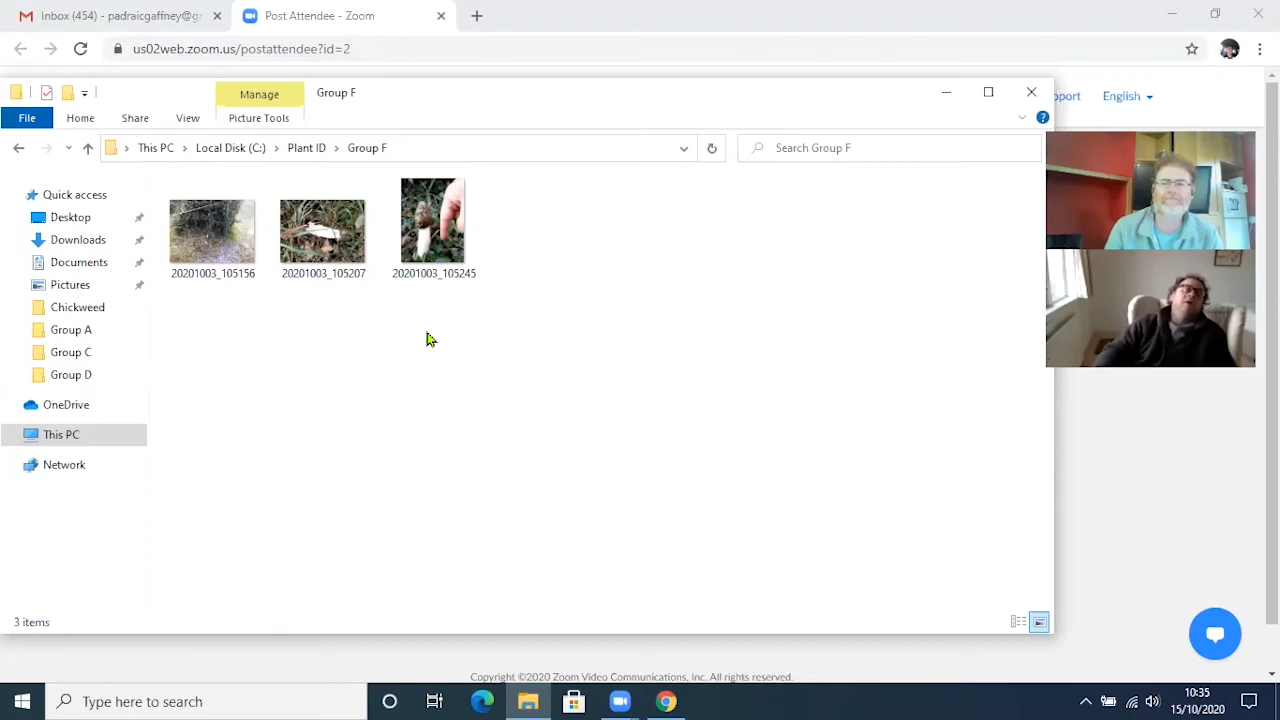 Inbox (454) - padraicgaffney@gr
Post Attendee - Zoom
us02web.zoom.us/postattendee?id=2
Manage
Group F
pport
English
File
Home
Share
View
Picture Tools
This PC
Local Disk (C:)
Plant ID
Group F
Search Group F
Quick access
Desktop
Downloads
Documents
Pictures
Chickweed
Group A
Group C
Group D
OneDrive
This PC
Network
20201003_105156
20201003_105207
20201003_105245
3 items
Copyright ©2020 Zoom Video Communications, Inc. All rights reserved.
Type here to search
10:35
15/10/2020